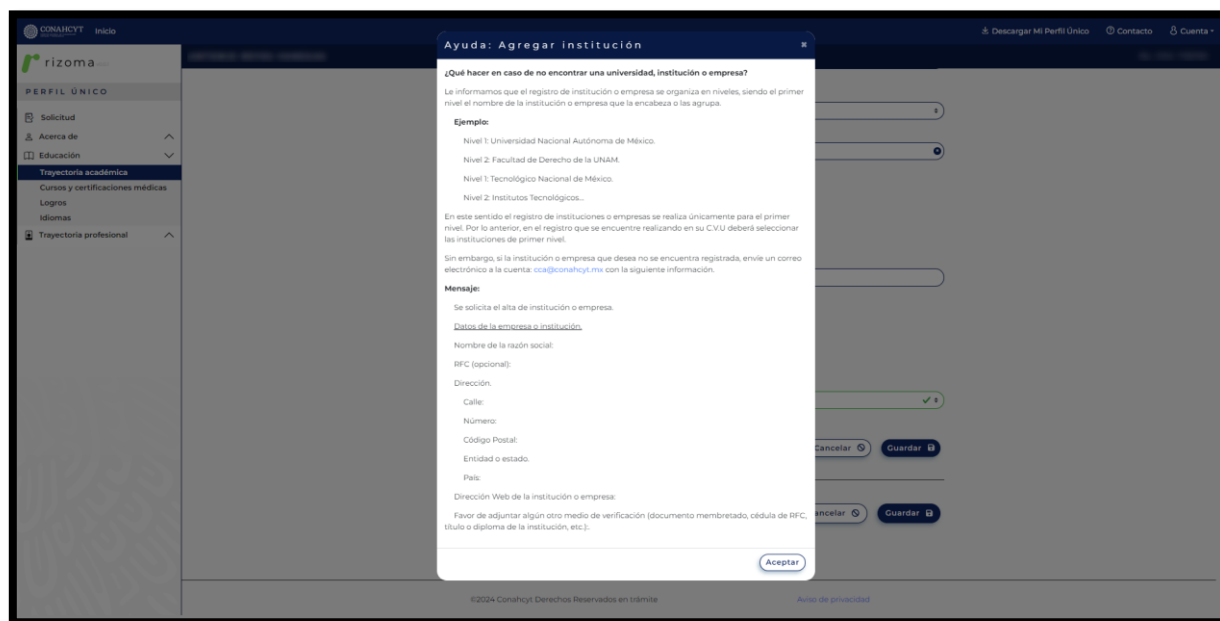 CONAHCYT Inicio
Descargar Mi Perfil Único Contacto Cuenta
rizoma
PERFIL ÚNICO
Solicitud
Acerca de
Educación
Trayectoria académica
Cursos y certificaciones médicas
Logros
Idiomas
Trayectoria profesional
Ayuda: Agregar institución
¿Qué hacer en caso de no encontrar una universidad, institución o empresa?
Le informamos que el registro de institución o empresa se organiza en niveles, siendo el primer
nivel el nombre de la institución o empresa que la encabeza o las agrupa.
Ejemplo:
Nivel 1: Universidad Nacional Autónoma de México.
Nivel 2: Facultad de Derecho de la UNAM.
Nivel 1: Tecnológico Nacional de México.
Nivel 2: Institutos Tecnológicos...
En este sentido el registro de instituciones o empresas se realiza únicamente para el primer
nivel. Por lo anterior, en el registro que se encuentre realizando en su C.V.U deberá seleccionar
las instituciones de primer nivel.
Sin embargo, si la institución o empresa que desea no se encuentra registrada, envíe un correo
electrónico a la cuenta: cca@conahcyt.mx con la siguiente información.
Mensaje:
Se solicita el alta de institución o empresa.
Datos de la empresa o institución.
Nombre de la razón social:
RFC (opcional):
Dirección.
Calle:
Número:
Código Postal:
Entidad o estado.
País:
Dirección Web de la institución o empresa:
Favor de adjuntar algún otro medio de verificación (documento membretado, cédula de RFC,
título o diploma de la institución, etc.):
Aceptar
Cancelar Guardar
ancelar Guardar
©2024 Conahcyt Derechos Reservados en trámite
Aviso de privacidad